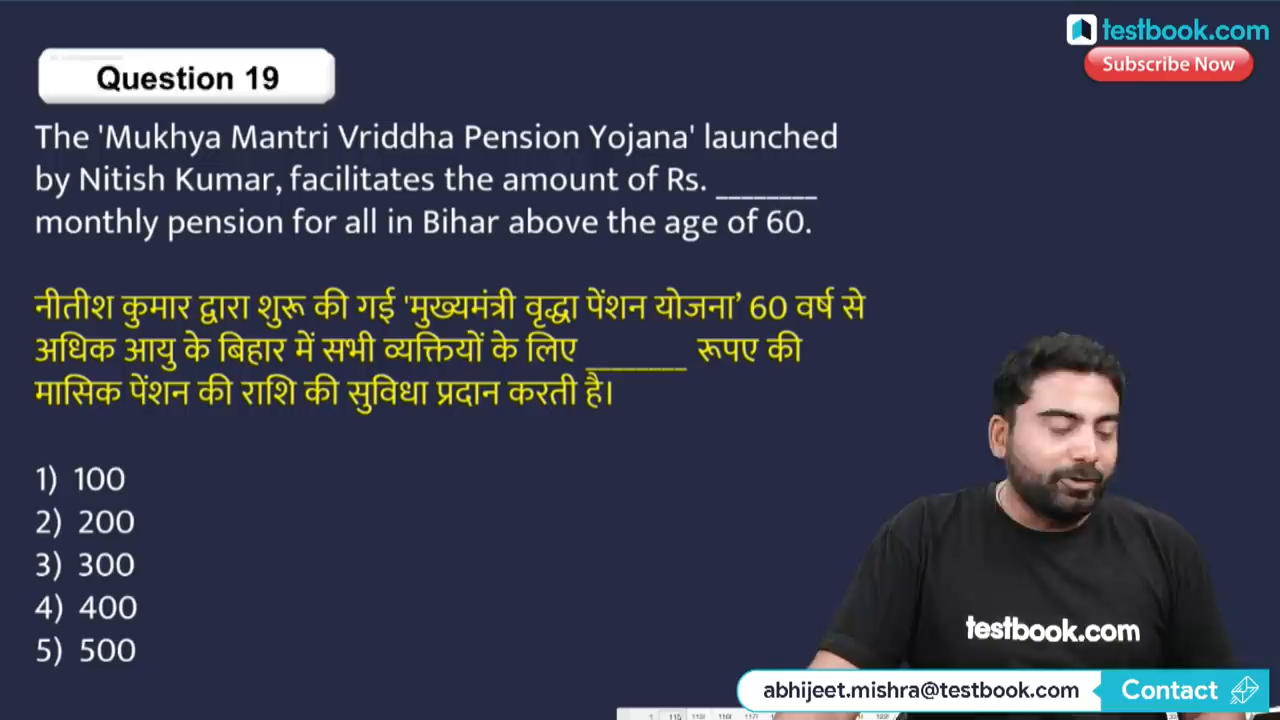 testbook.com
Subscribe Now
Question 19
The 'Mukhya Mantri Vriddha Pension Yojana' launched
by Nitish Kumar, facilitates the amount of Rs. _______
monthly pension for all in Bihar above the age of 60.
नीतीश कुमार द्वारा शुरू की गई 'मुख्यमंत्री वृद्धा पेंशन योजना’ 60 वर्ष से
अधिक आयु के बिहार में सभी व्यक्तियों के लिए _______ रूपए की
मासिक पेंशन की राशि की सुविधा प्रदान करती है।
1) 100
2) 200
3) 300
4) 400
5) 500
testbook.com
abhijeet.mishra@testbook.com
Contact